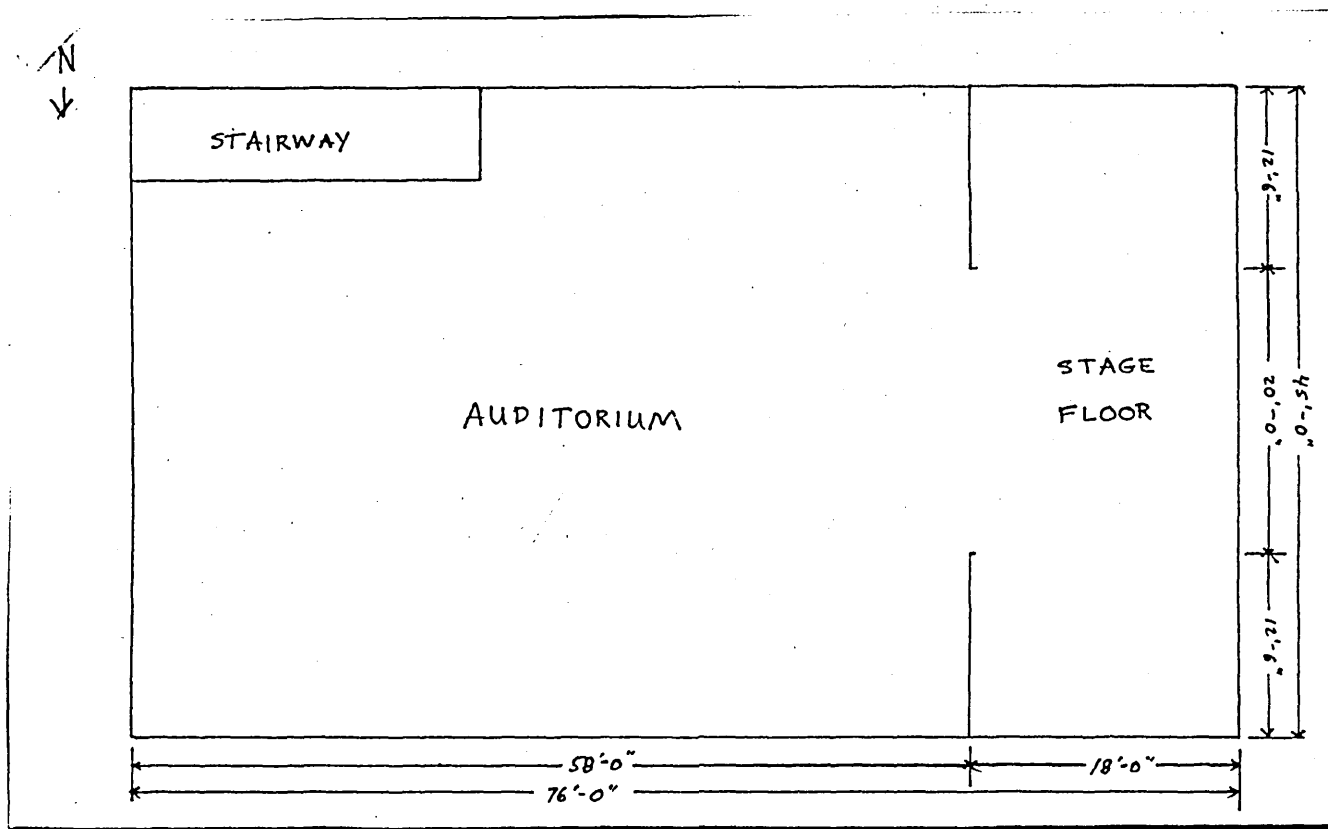 N
STAIRWAY
12'-6"
STAGE
FLOOR
20'-0"
45'-0"
AUDITORIUM
12'-6"
58'-0"
18'-0"
76'-0"